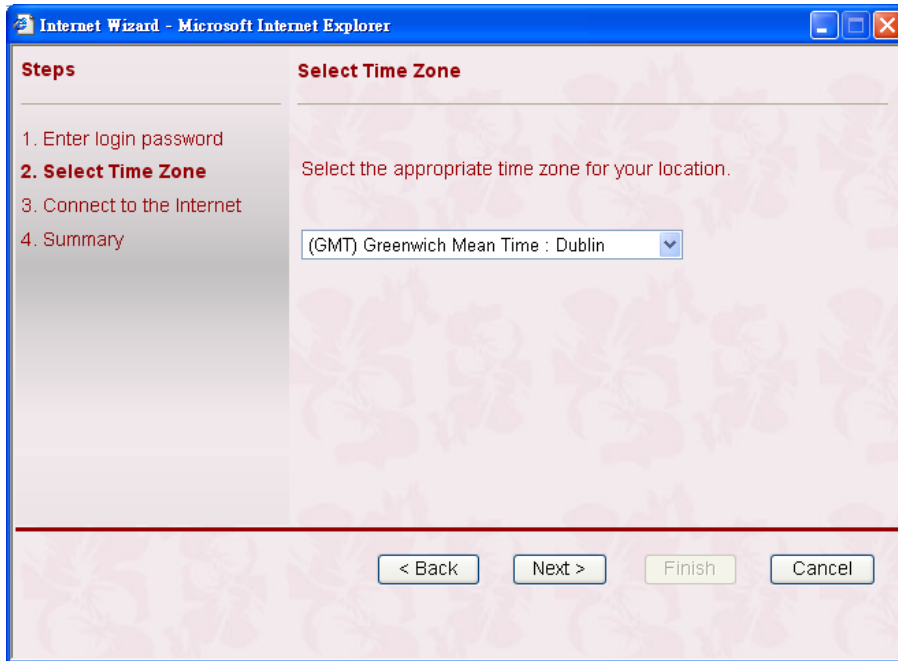 Internet Wizard - Microsoft Internet Explorer
Steps
1. Enter login password
2. Select Time Zone
3. Connect to the Internet
4. Summary
Select Time Zone
Select the appropriate time zone for your location.
(GMT) Greenwich Mean Time : Dublin
< Back
Next >
Finish
Cancel